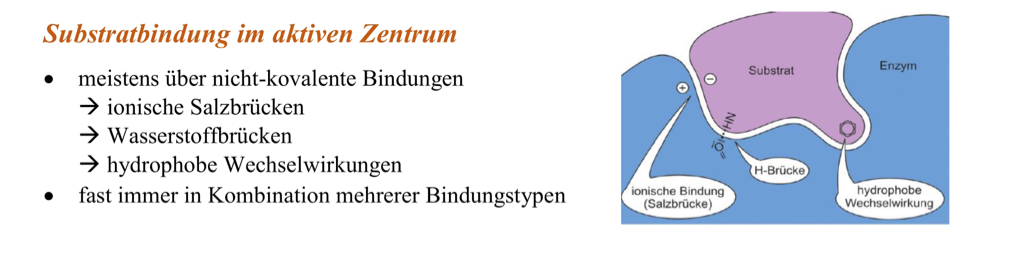 Substratbindung im aktiven Zentrum
• meistens über nicht-kovalente Bindungen
→ ionische Salzbrücken
→ Wasserstoffbrücken
→ hydrophobe Wechselwirkungen
• fast immer in Kombination mehrerer Bindungstypen
Substrat
Enzym
+
−
HN
O
H-Brücke
ionische Bindung
(Salzbrücke)
hydrophobe
Wechselwirkung